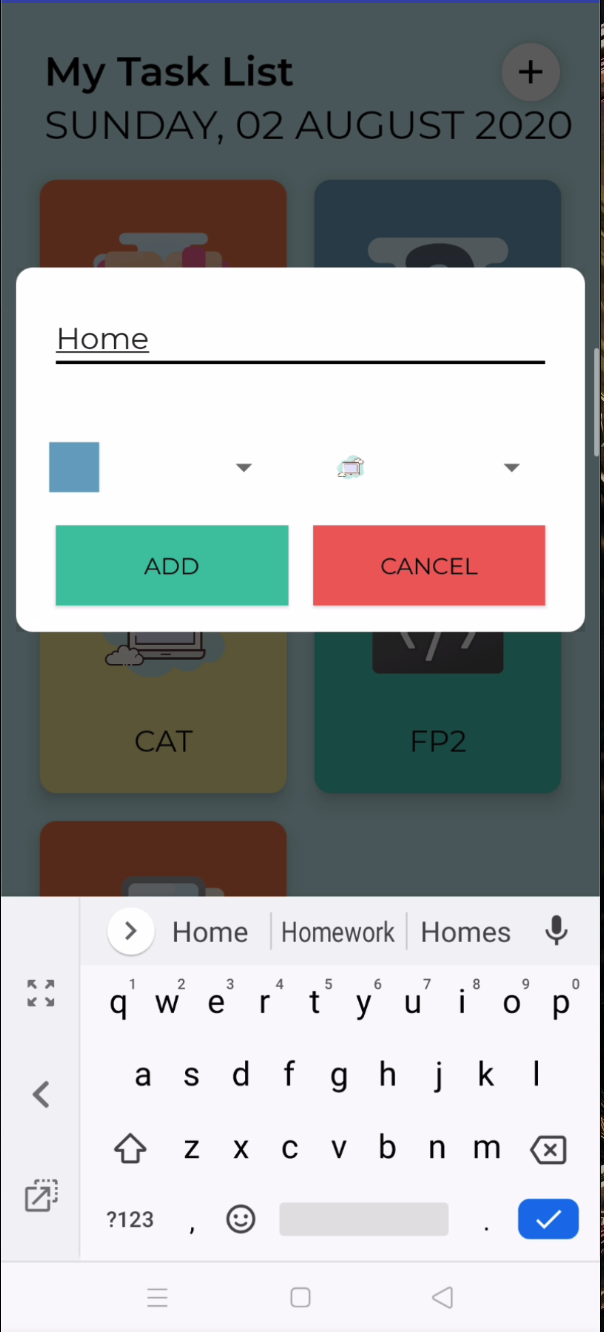 My Task List
SUNDAY, 02 AUGUST 2020
Home
ADD CANCEL
CAT FP2
Home Homework Homes
1 2 3 4 5 6 7 8 9 0
q w e r t y u i o p
a s d f g h j k l
z x c v b n m
?123 , .